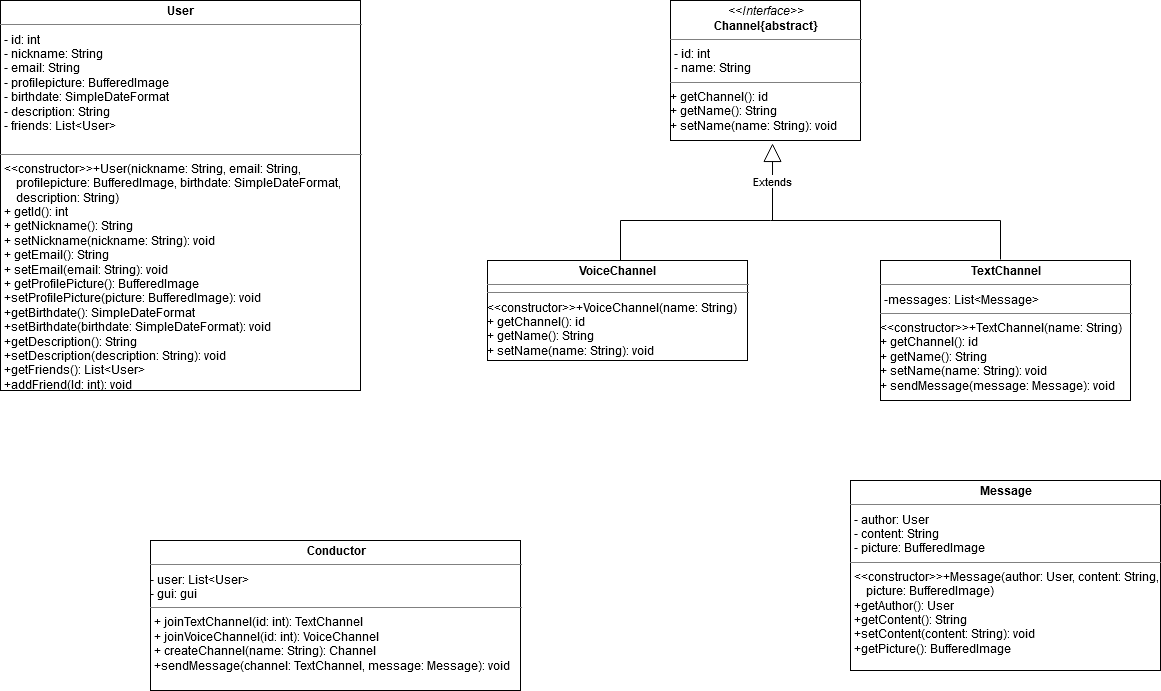 User
- id: int
- nickname: String
- email: String
- profilepicture: BufferedImage
- birthdate: SimpleDateFormat
- description: String
- friends: List<User>
<<constructor>>+User(nickname: String, email: String,
profilepicture: BufferedImage, birthdate: SimpleDateFormat,
description: String)
+ getId(): int
+ getNickname(): String
+ setNickname(nickname: String): void
+ getEmail(): String
+ setEmail(email: String): void
+ getProfilePicture(): BufferedImage
+setProfilePicture(picture: BufferedImage): void
+getBirthdate(): SimpleDateFormat
+setBirthdate(birthdate: SimpleDateFormat): void
+getDescription(): String
+setDescription(description: String): void
+getFriends(): List<User>
+addFriend(Id: int): void
<<Interface>>
Channel{abstract}
- id: int
- name: String
+ getChannel(): id
+ getName(): String
+ setName(name: String): void
Extends
VoiceChannel
<<constructor>>+VoiceChannel(name: String)
+ getChannel(): id
+ getName(): String
+ setName(name: String): void
TextChannel
-messages: List<Message>
<<constructor>>+TextChannel(name: String)
+ getChannel(): id
+ getName(): String
+ setName(name: String): void
+ sendMessage(message: Message): void
Conductor
- user: List<User>
- gui: gui
+ joinTextChannel(id: int): TextChannel
+ joinVoiceChannel(id: int): VoiceChannel
+ createChannel(name: String): Channel
+sendMessage(channel: TextChannel, message: Message): void
Message
- author: User
- content: String
- picture: BufferedImage
<<constructor>>+Message(author: User, content: String,
picture: BufferedImage)
+getAuthor(): User
+getContent(): String
+setContent(content: String): void
+getPicture(): BufferedImage